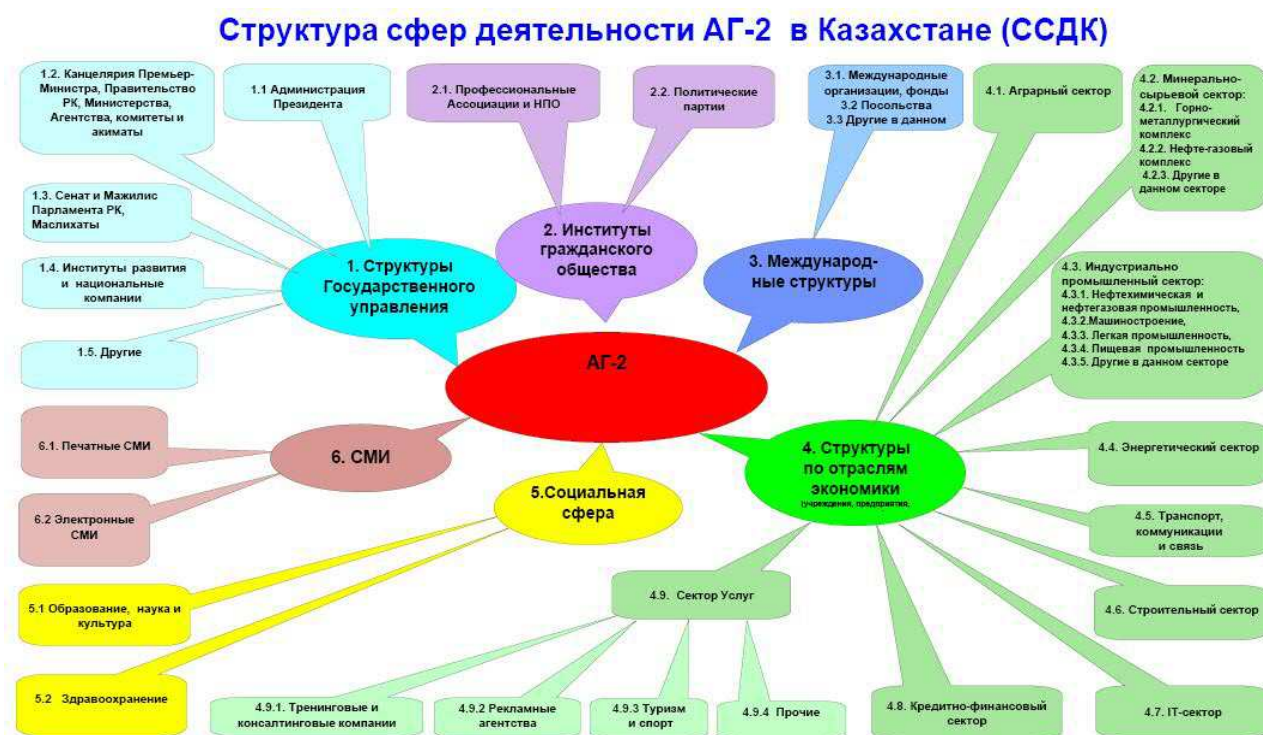 Структура сфер деятельности АГ-2 в Казахстане (ССДК)
1.2. Канцелярия Премьер-
Министра, Правительство
РК, Министерства,
Агентства, комитеты и
акиматы
1.1 Администрация
Президента
2.1. Профессиональные
Ассоциации и НПО
2.2. Политические
партии
3.1. Международные
организации, фонды
3.2 Посольства
3.3 Другие в данном
4.1. Аграрный сектор
4.2. Минерально-
сырьевой сектор:
4.2.1. Горно-
металлургический
комплекс
4.2.2. Нефте-газовый
комплекс
4.2.3. Другие в
данном секторе
1.3. Сенат и Мажилис
Парламента РК,
Маслихаты
1.4. Институты развития
и национальные
компании
1.5. Другие
1. Структуры
Государственного
управления
2. Институты
гражданского
общества
3. Международ-
ные структуры
4.3. Индустриально
промышленный сектор:
4.3.1. Нефтехимическая и
нефтегазовая промышленность,
4.3.2.Машиностроение,
4.3.3. Легкая промышленность,
4.3.4. Пищевая промышленность
4.3.5. Другие в данном секторе
АГ-2
6.1. Печатные СМИ
6. СМИ
6.2 Электронные
СМИ
5.Социальная
сфера
4. Структуры
по отраслям
экономики
(учреждения, предприятия,
4.4. Энергетический сектор
4.5. Транспорт,
коммуникации
и связь
4.6. Строительный сектор
5.1 Образование, наука и
культура
5.2 Здравоохранение
4.9. Сектор Услуг
4.9.1. Тренинговые и
консалтинговые компании
4.9.2 Рекламные
агентства
4.9.3 Туризм
и спорт
4.9.4 Прочие
4.8. Кредитно-финансовый
сектор
4.7. IT-сектор